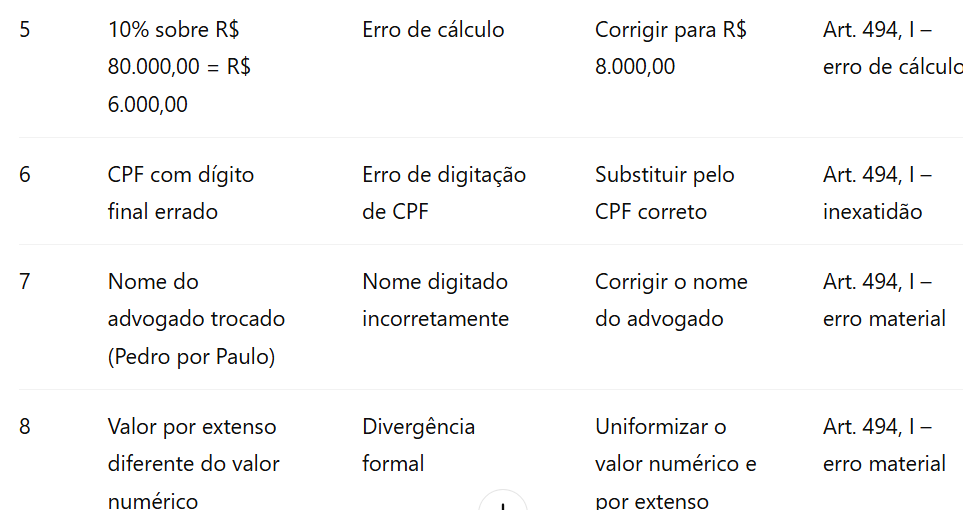 5
10% sobre R$
80.000,00 = R$
6.000,00
Erro de cálculo
Corrigir para R$
8.000,00
Art. 494, I –
erro de cálculo
6
CPF com dígito
final errado
Erro de digitação
de CPF
Substituir pelo
CPF correto
Art. 494, I –
inexatidão
7
Nome do
advogado trocado
(Pedro por Paulo)
Nome digitado
incorretamente
Corrigir o nome
do advogado
Art. 494, I –
erro material
8
Valor por extenso
diferente do valor
numérico
Divergência
formal
Uniformizar o
valor numérico e
por extenso
Art. 494, I –
erro material